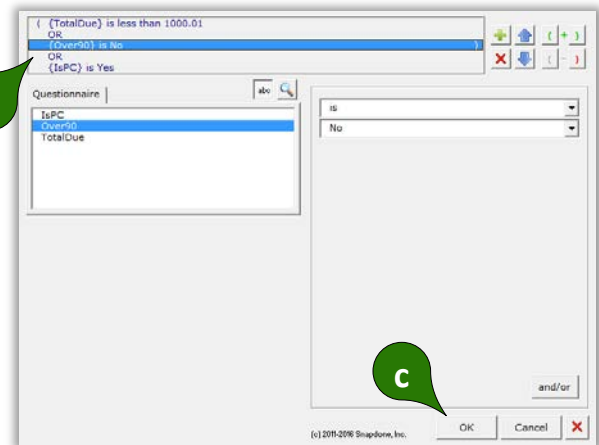 ( {TotalDue} is less than 1000.01
OR
{Over90} is No )
OR
{IsPC} is Yes
( + )
( - )
Questionnaire
abc
IsPC
Over90
TotalDue
is
No
C
and/or
(c) 2011-2016 Snapdone, Inc.
OK
Cancel